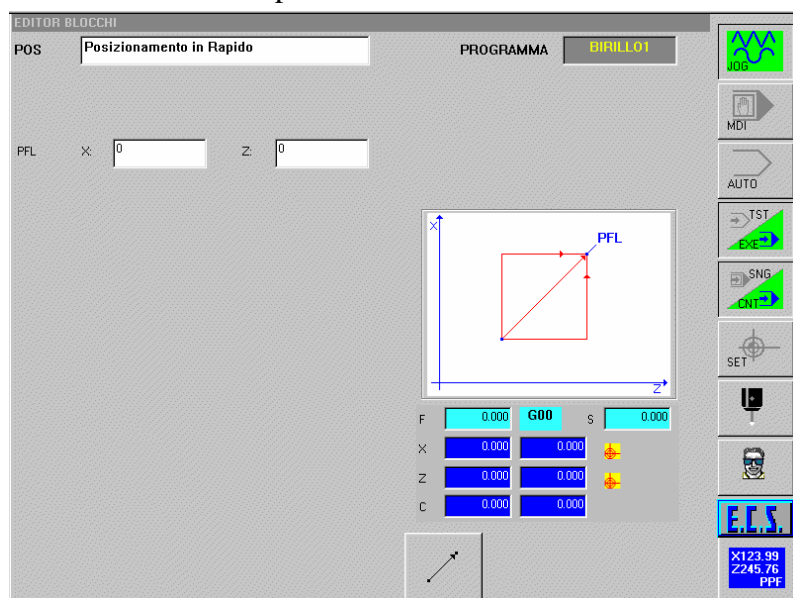 EDITOR BLOCCHI
POS Posizionamento in Rapido PROGRAMMA BIRILLO1
PFL X: 0 Z: 0
X
PFL
Z
F 0.000 G00 S 0.000
X 0.000 0.000
Z 0.000 0.000
C 0.000 0.000
JOG
MDI
AUTO
TST
EXE
SNG
CNT
SET
E.C.S.
X123.99
Z245.76
PPF